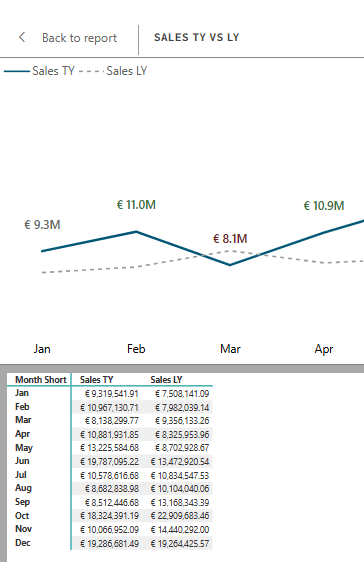 Back to report
SALES TY VS LY
Sales TY
Sales LY
€ 9.3M
€ 11.0M
€ 8.1M
€ 10.9M
Jan Feb Mar Apr
Month Short Sales TY Sales LY
Jan € 9,319,541.91 € 7,508,141.09
Feb € 10,967,130.71 € 7,982,039.14
Mar € 8,138,299.77 € 9,356,133.26
Apr € 10,881,931.85 € 8,325,953.96
May € 13,225,584.68 € 8,702,928.67
Jun € 19,787,095.22 € 13,472,920.54
Jul € 10,578,616.68 € 10,834,547.53
Aug € 8,682,838.98 € 10,104,040.06
Sep € 8,512,446.68 € 13,168,343.39
Oct € 18,324,391.19 € 22,909,683.46
Nov € 10,066,952.09 € 14,440,292.00
Dec € 19,286,681.49 € 19,264,425.57